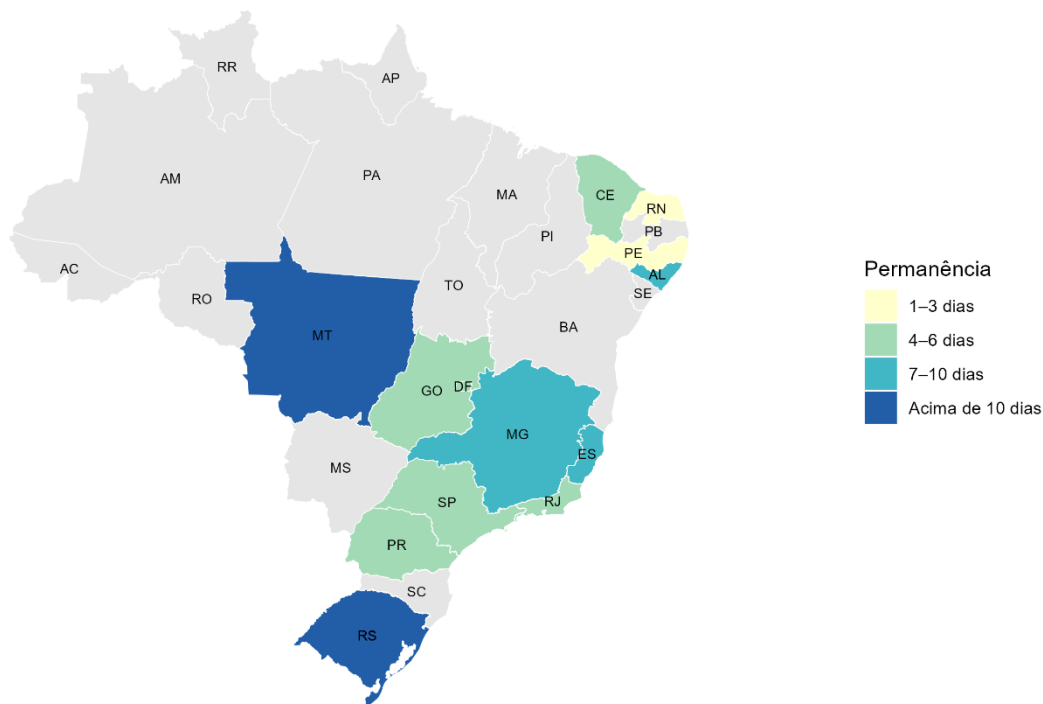 RR
AP
AM
PA
MA
CE
RN
PB
PI
PE
AC
AL
RO
TO
SE
BA
MT
GO
DF
MG
MS
ES
SP
RJ
PR
SC
RS
Permanência
1–3 dias
4–6 dias
7–10 dias
Acima de 10 dias